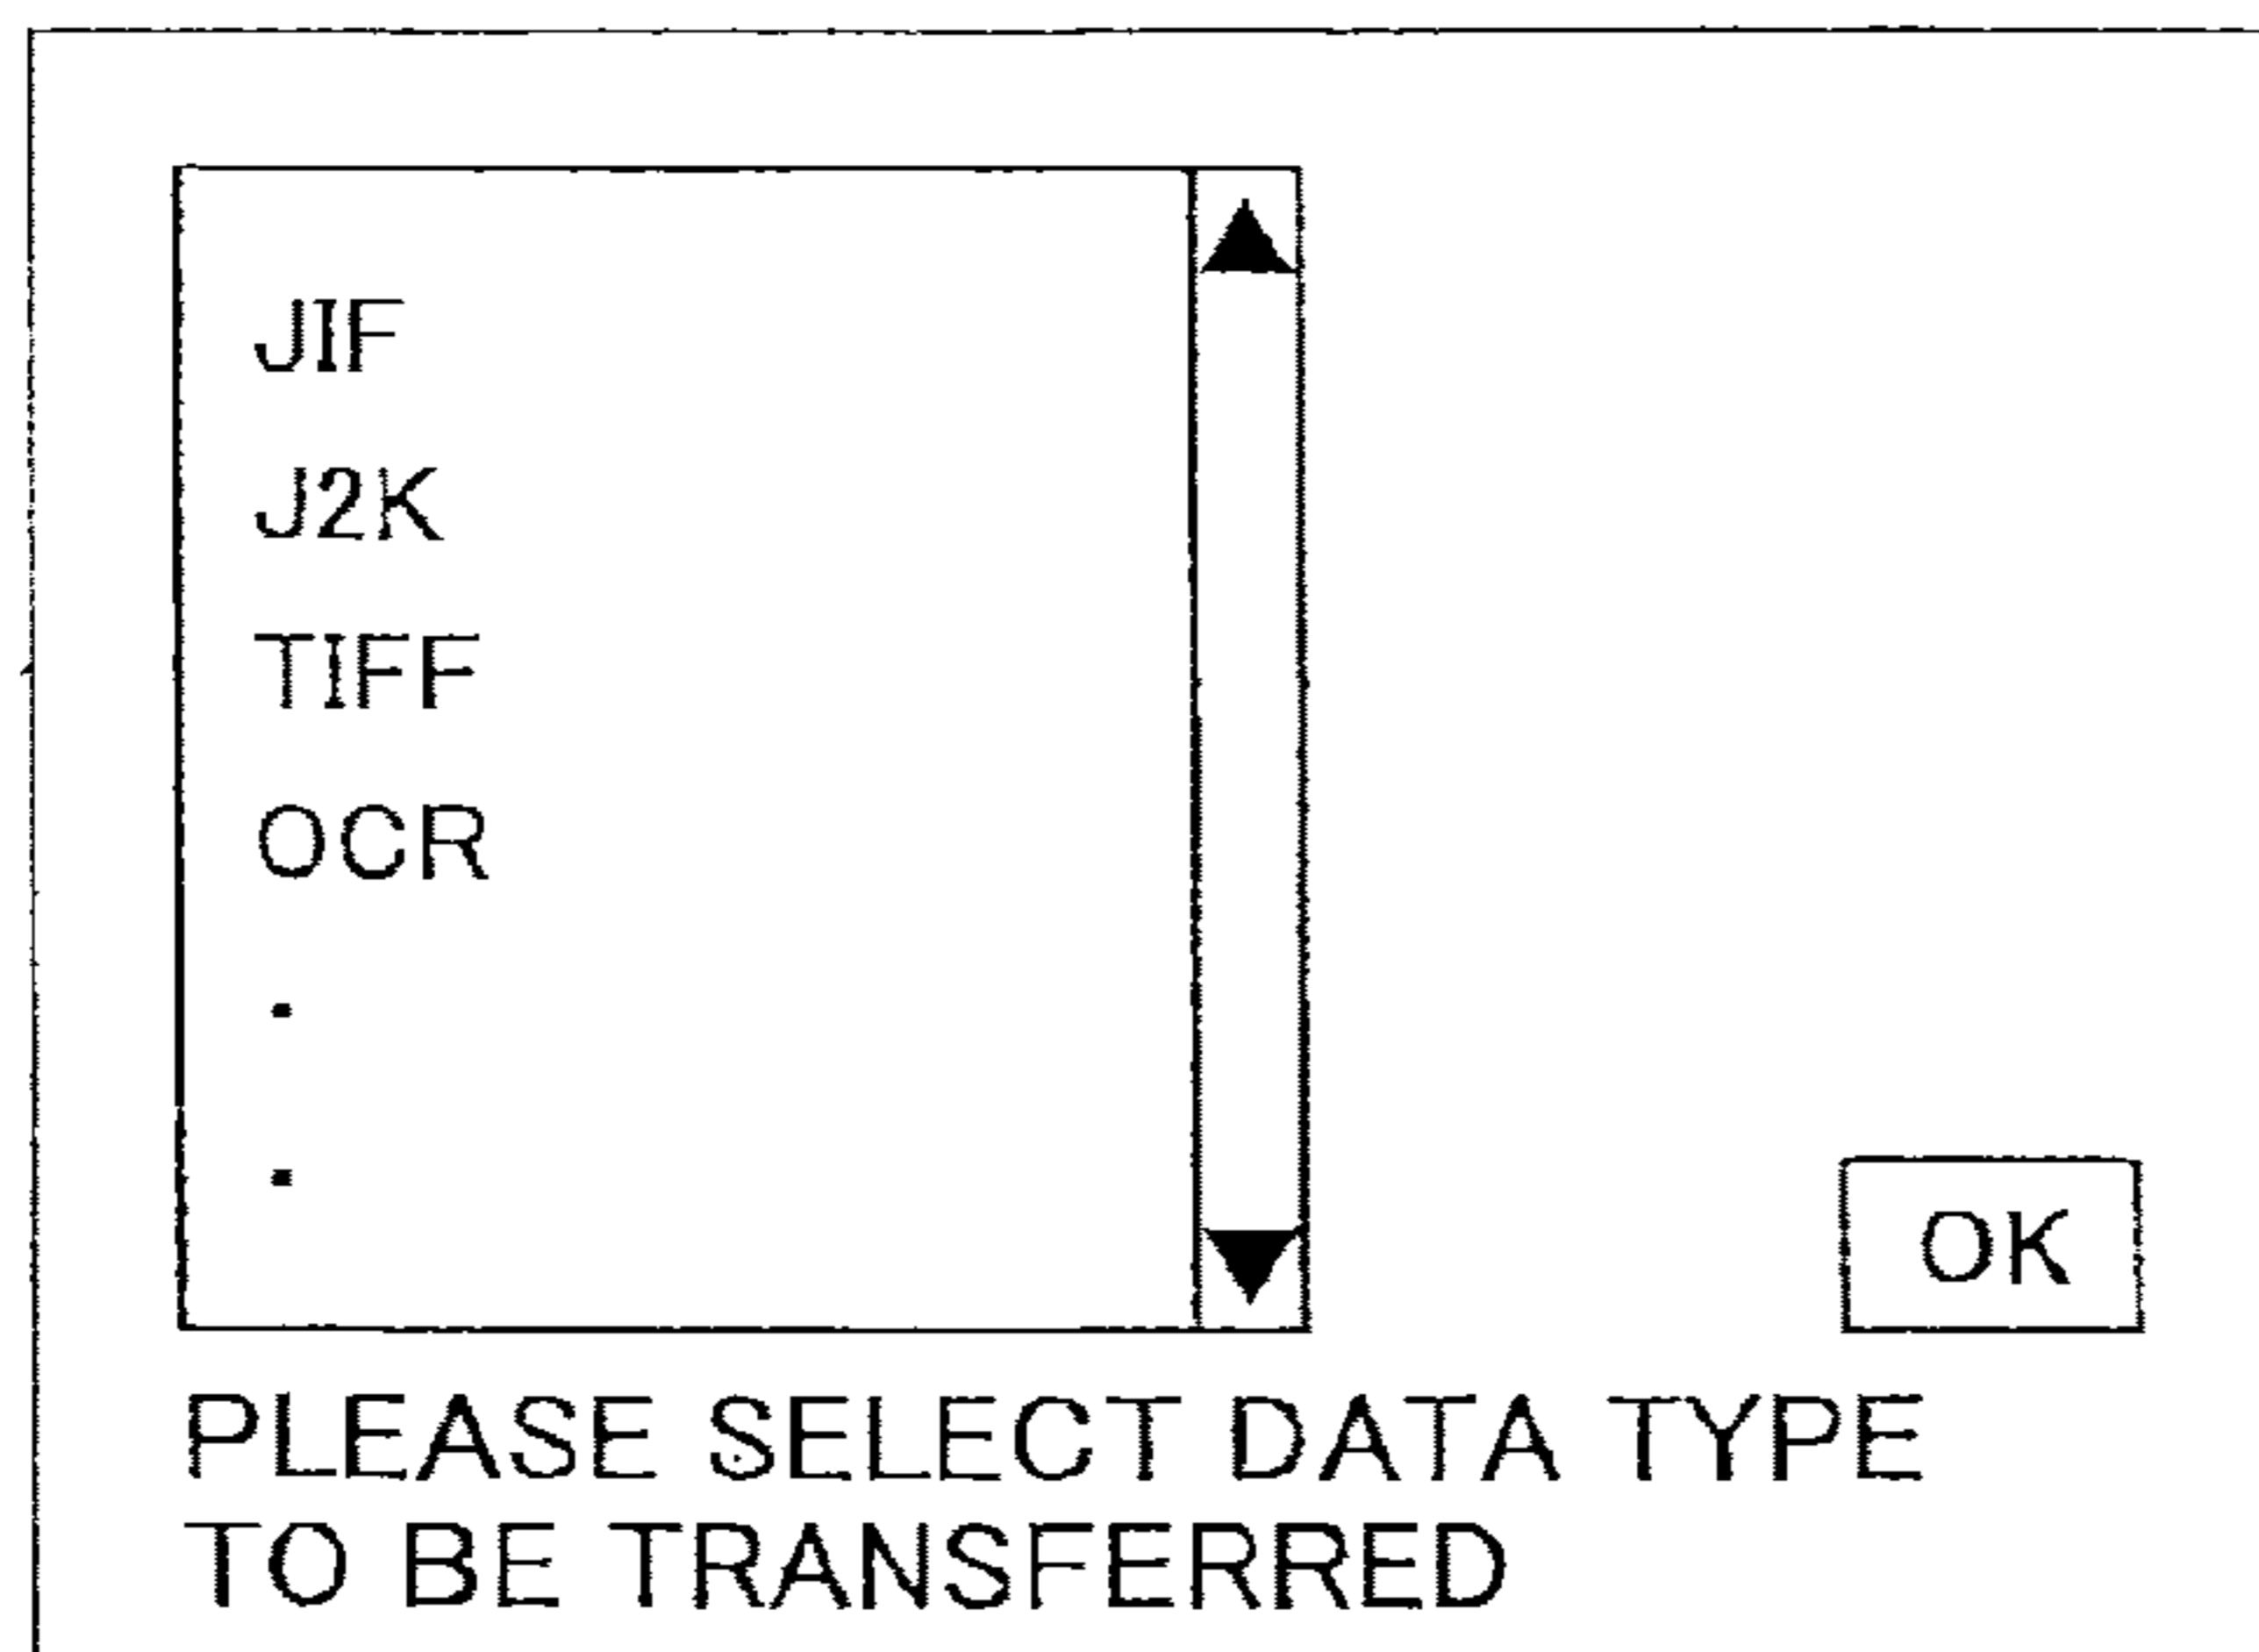 JIF
J2K
TIFF
OCR
・
・
OK
PLEASE SELECT DATA TYPE
TO BE TRANSFERRED